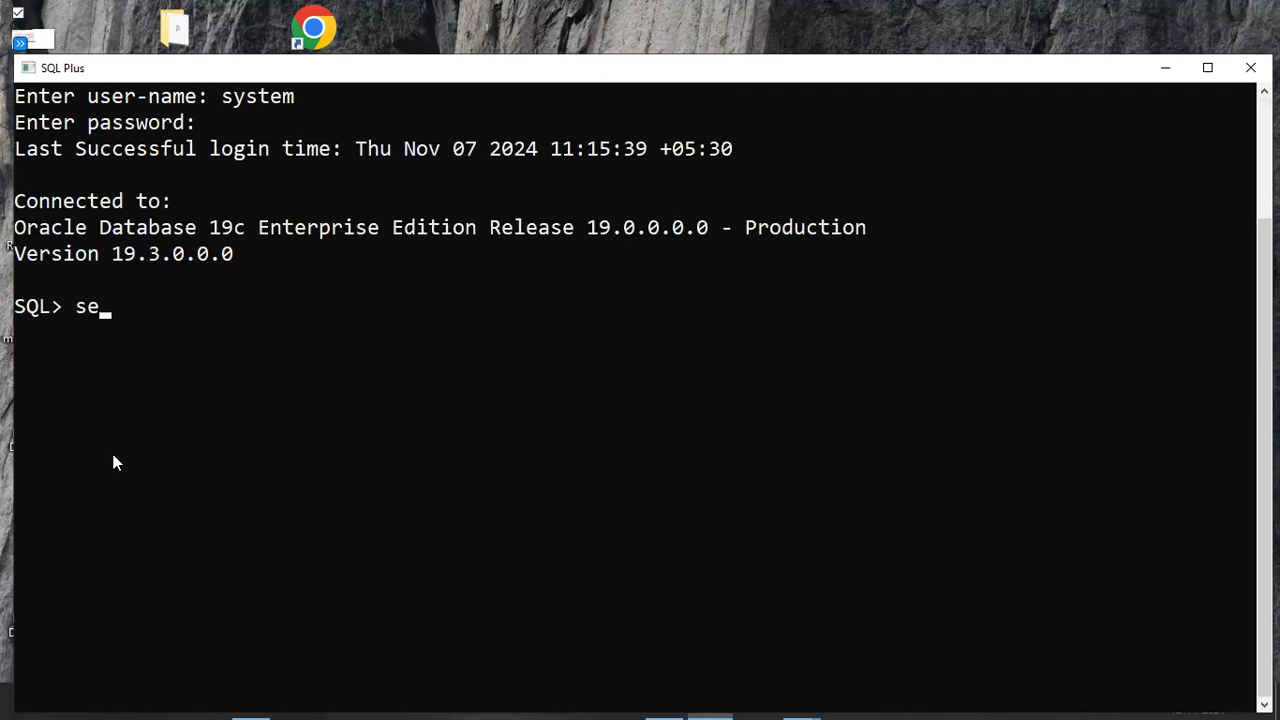 SQL Plus
Enter user-name: system
Enter password:
Last Successful login time: Thu Nov 07 2024 11:15:39 +05:30
Connected to:
Oracle Database 19c Enterprise Edition Release 19.0.0.0.0 - Production
Version 19.3.0.0.0
SQL> se_